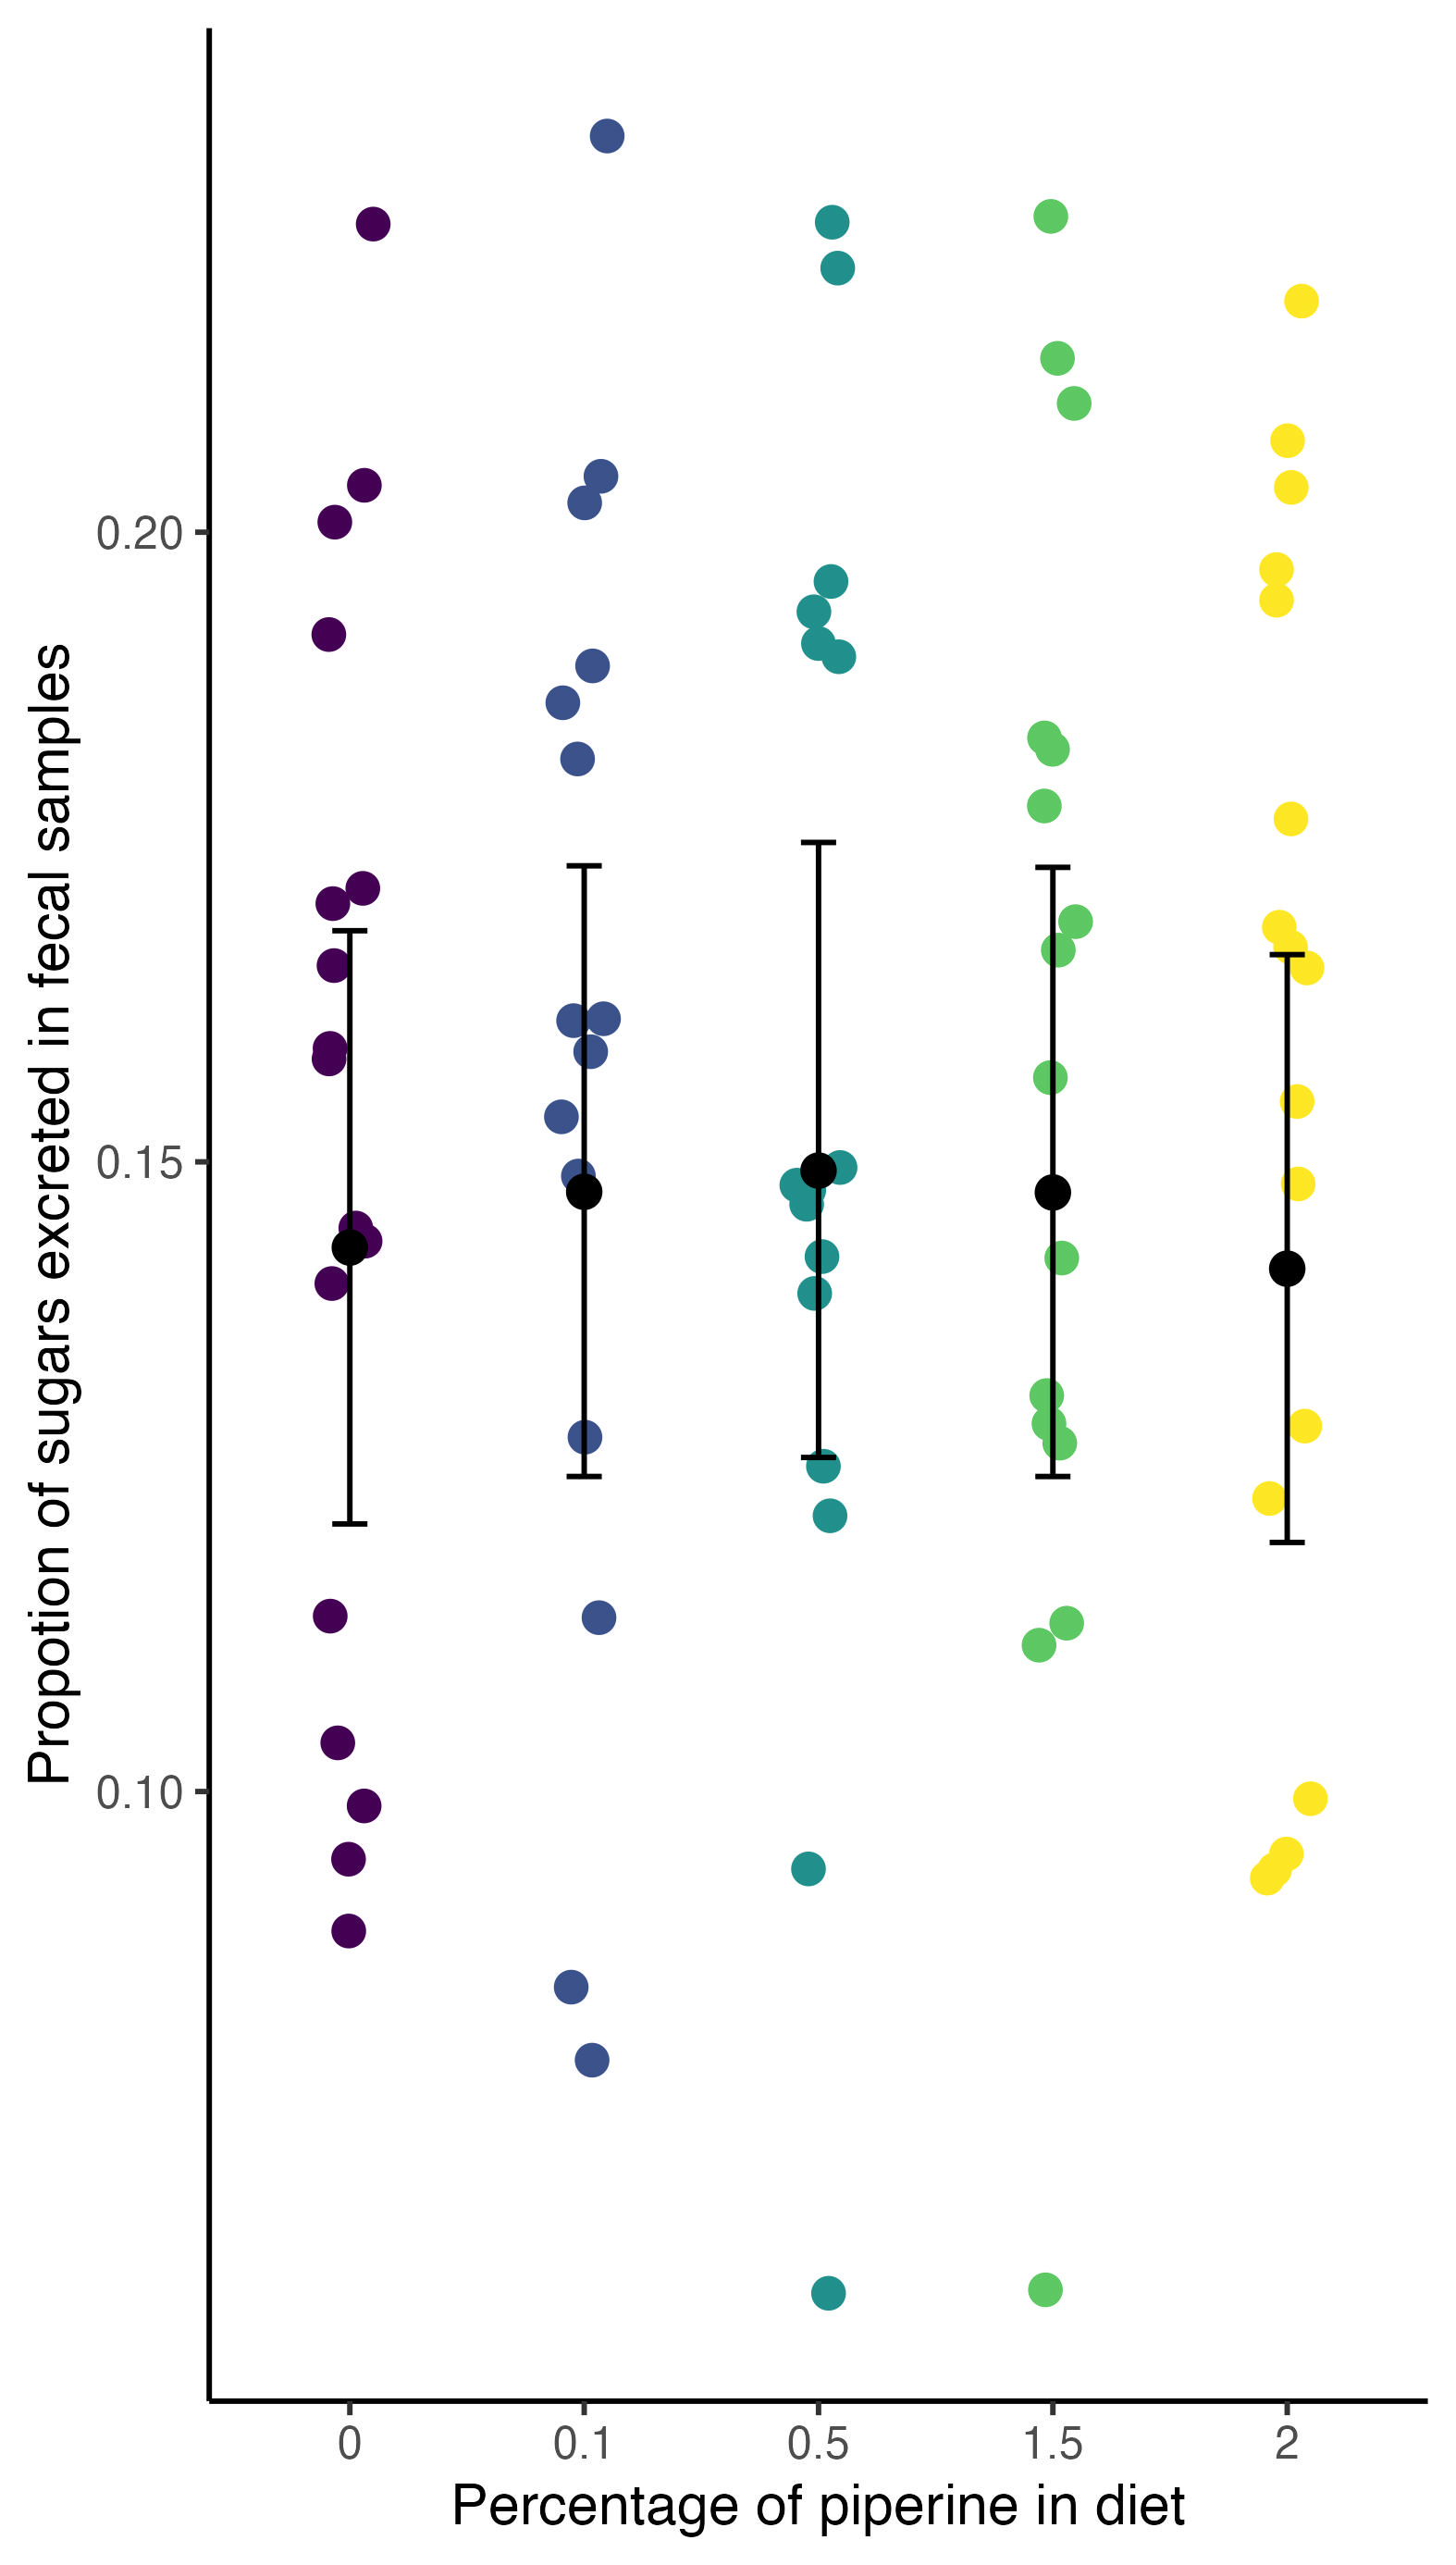 Propotion of sugars excreted in fecal samples
0.20
0.15
0.10
0 0.1 0.5 1.5 2
Percentage of piperine in diet